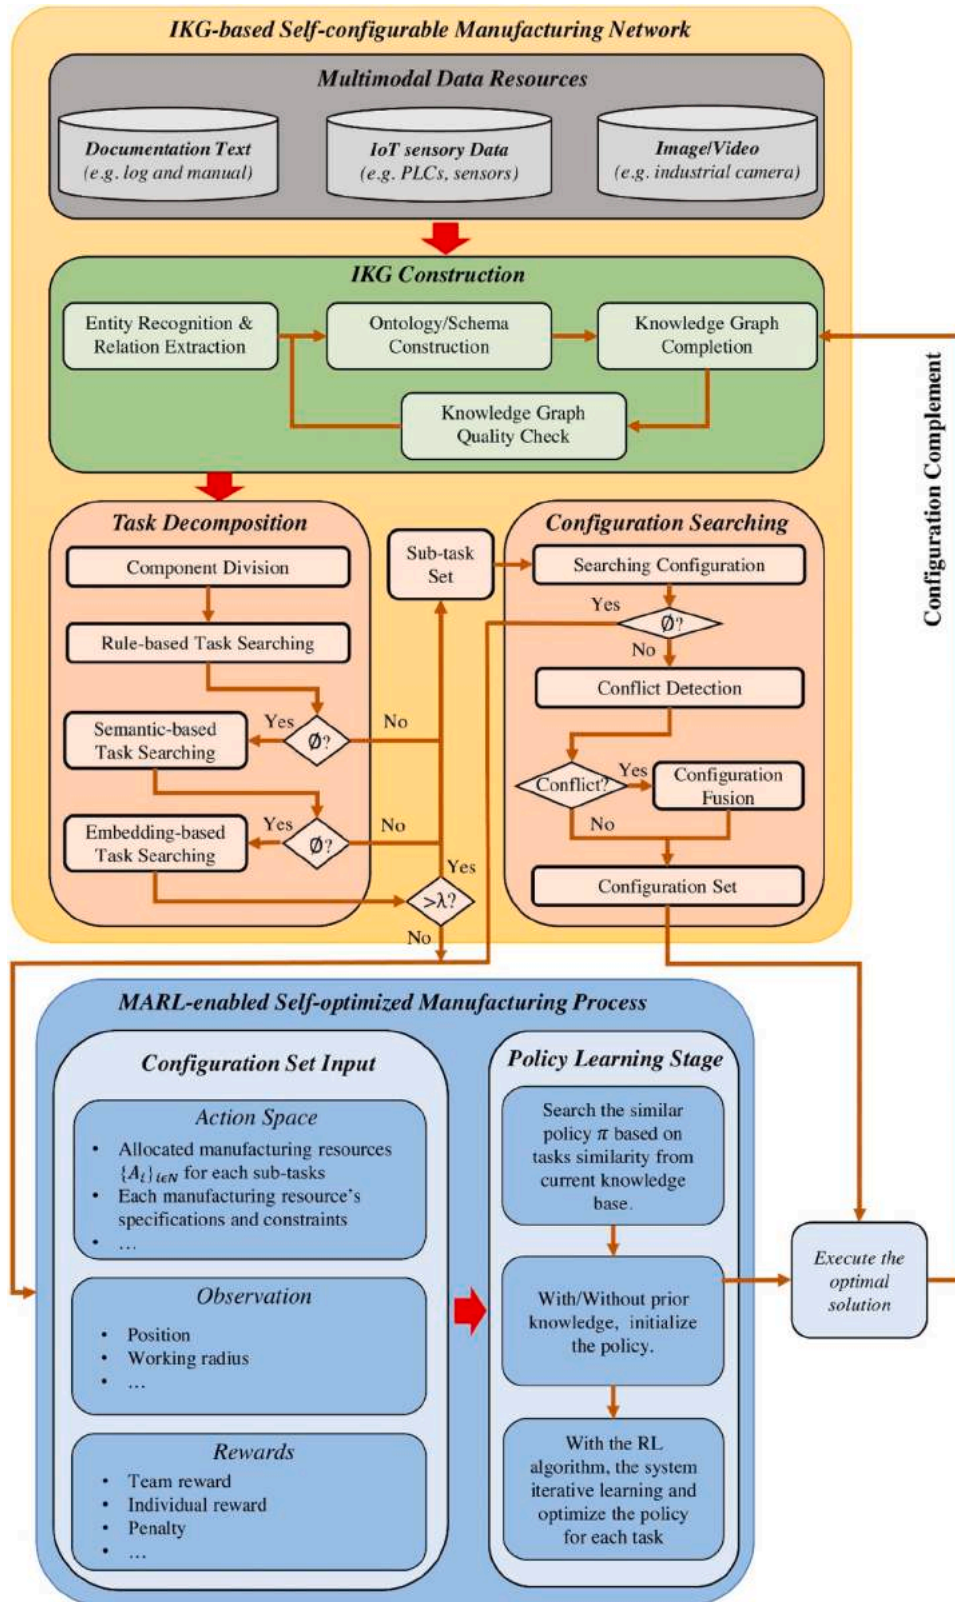 IKG-based Self-configurable Manufacturing Network
Multimodal Data Resources
Documentation Text
(e.g. log and manual)
IoT sensory Data
(e.g. PLCs, sensors)
Image/Video
(e.g. industrial camera)
IKG Construction
Entity Recognition &
Relation Extraction
Ontology/Schema
Construction
Knowledge Graph
Completion
Knowledge Graph
Quality Check
Configuration Complement
Task Decomposition
Component Division
Rule-based Task Searching
Ø?
Yes
No
Semantic-based
Task Searching
Ø?
Yes
No
Embedding-based
Task Searching
>λ?
Yes
No
Sub-task
Set
Configuration Searching
Searching Configuration
Yes
Ø?
No
Conflict Detection
Conflict?
Yes
Configuration
Fusion
No
Configuration Set
MARL-enabled Self-optimized Manufacturing Process
Configuration Set Input
Action Space
• Allocated manufacturing resources
{A_i}_{iϵN} for each sub-tasks
• Each manufacturing resource's
specifications and constraints
• …
Observation
• Position
• Working radius
• …
Rewards
• Team reward
• Individual reward
• Penalty
• …
Policy Learning Stage
Search the similar
policy π based on
tasks similarity from
current knowledge
base.
With/Without prior
knowledge, initialize
the policy.
With the RL
algorithm, the system
iterative learning and
optimize the policy
for each task
Execute the
optimal
solution